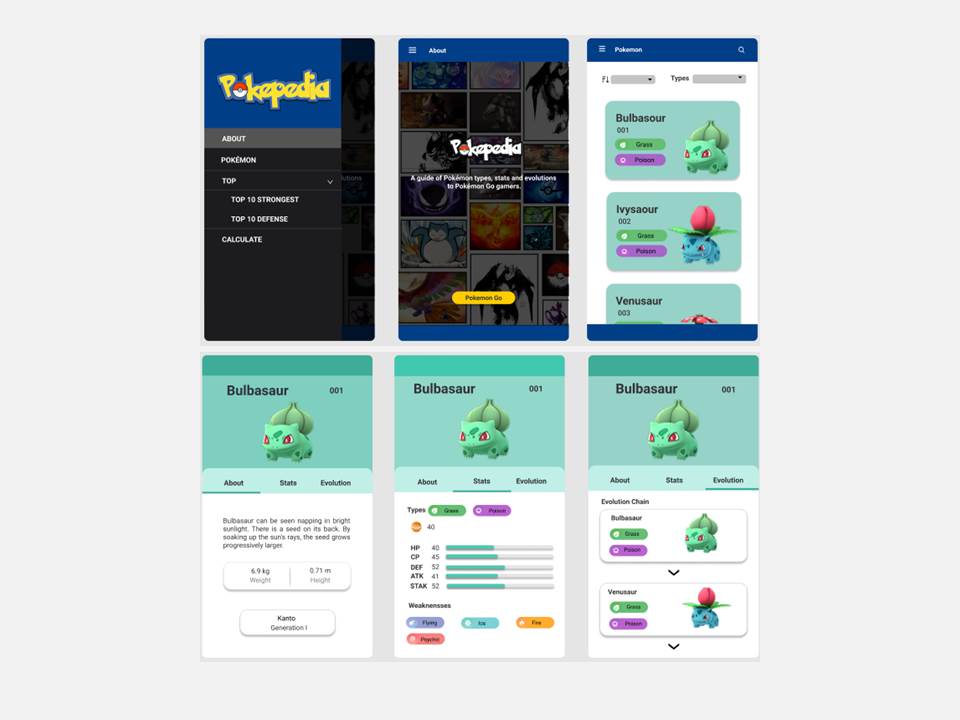 Pokepedia
ABOUT
POKÉMON
TOP
TOP 10 STRONGEST
TOP 10 DEFENSE
CALCULATE
olutions
About
Pokepedia
A guide of Pokémon types, stats and evolutions
to Pokémon Go gamers.
Pokemon Go
Pokemon
Types
Bulbasour
001
Grass
Poison
Ivysaour
002
Grass
Poison
Venusaur
003
Bulbasaur 001
About Stats Evolution
Bulbasaur can be seen napping in bright
sunlight. There is a seed on its back. By
soaking up the sun's rays, the seed grows
progressively larger.
6.9 kg 0.71 m
Weight Height
Kanto
Generation I
Bulbasaur 001
About Stats Evolution
Types Grass Poison
40
HP 40
CP 45
DEF 52
ATK 41
STAK 52
Weaknensses
Flying Ice Fire
Psychic
Bulbasaur 001
About Stats Evolution
Evolution Chain
Bulbasaur
Grass
Poison
Venusaur
Grass
Poison